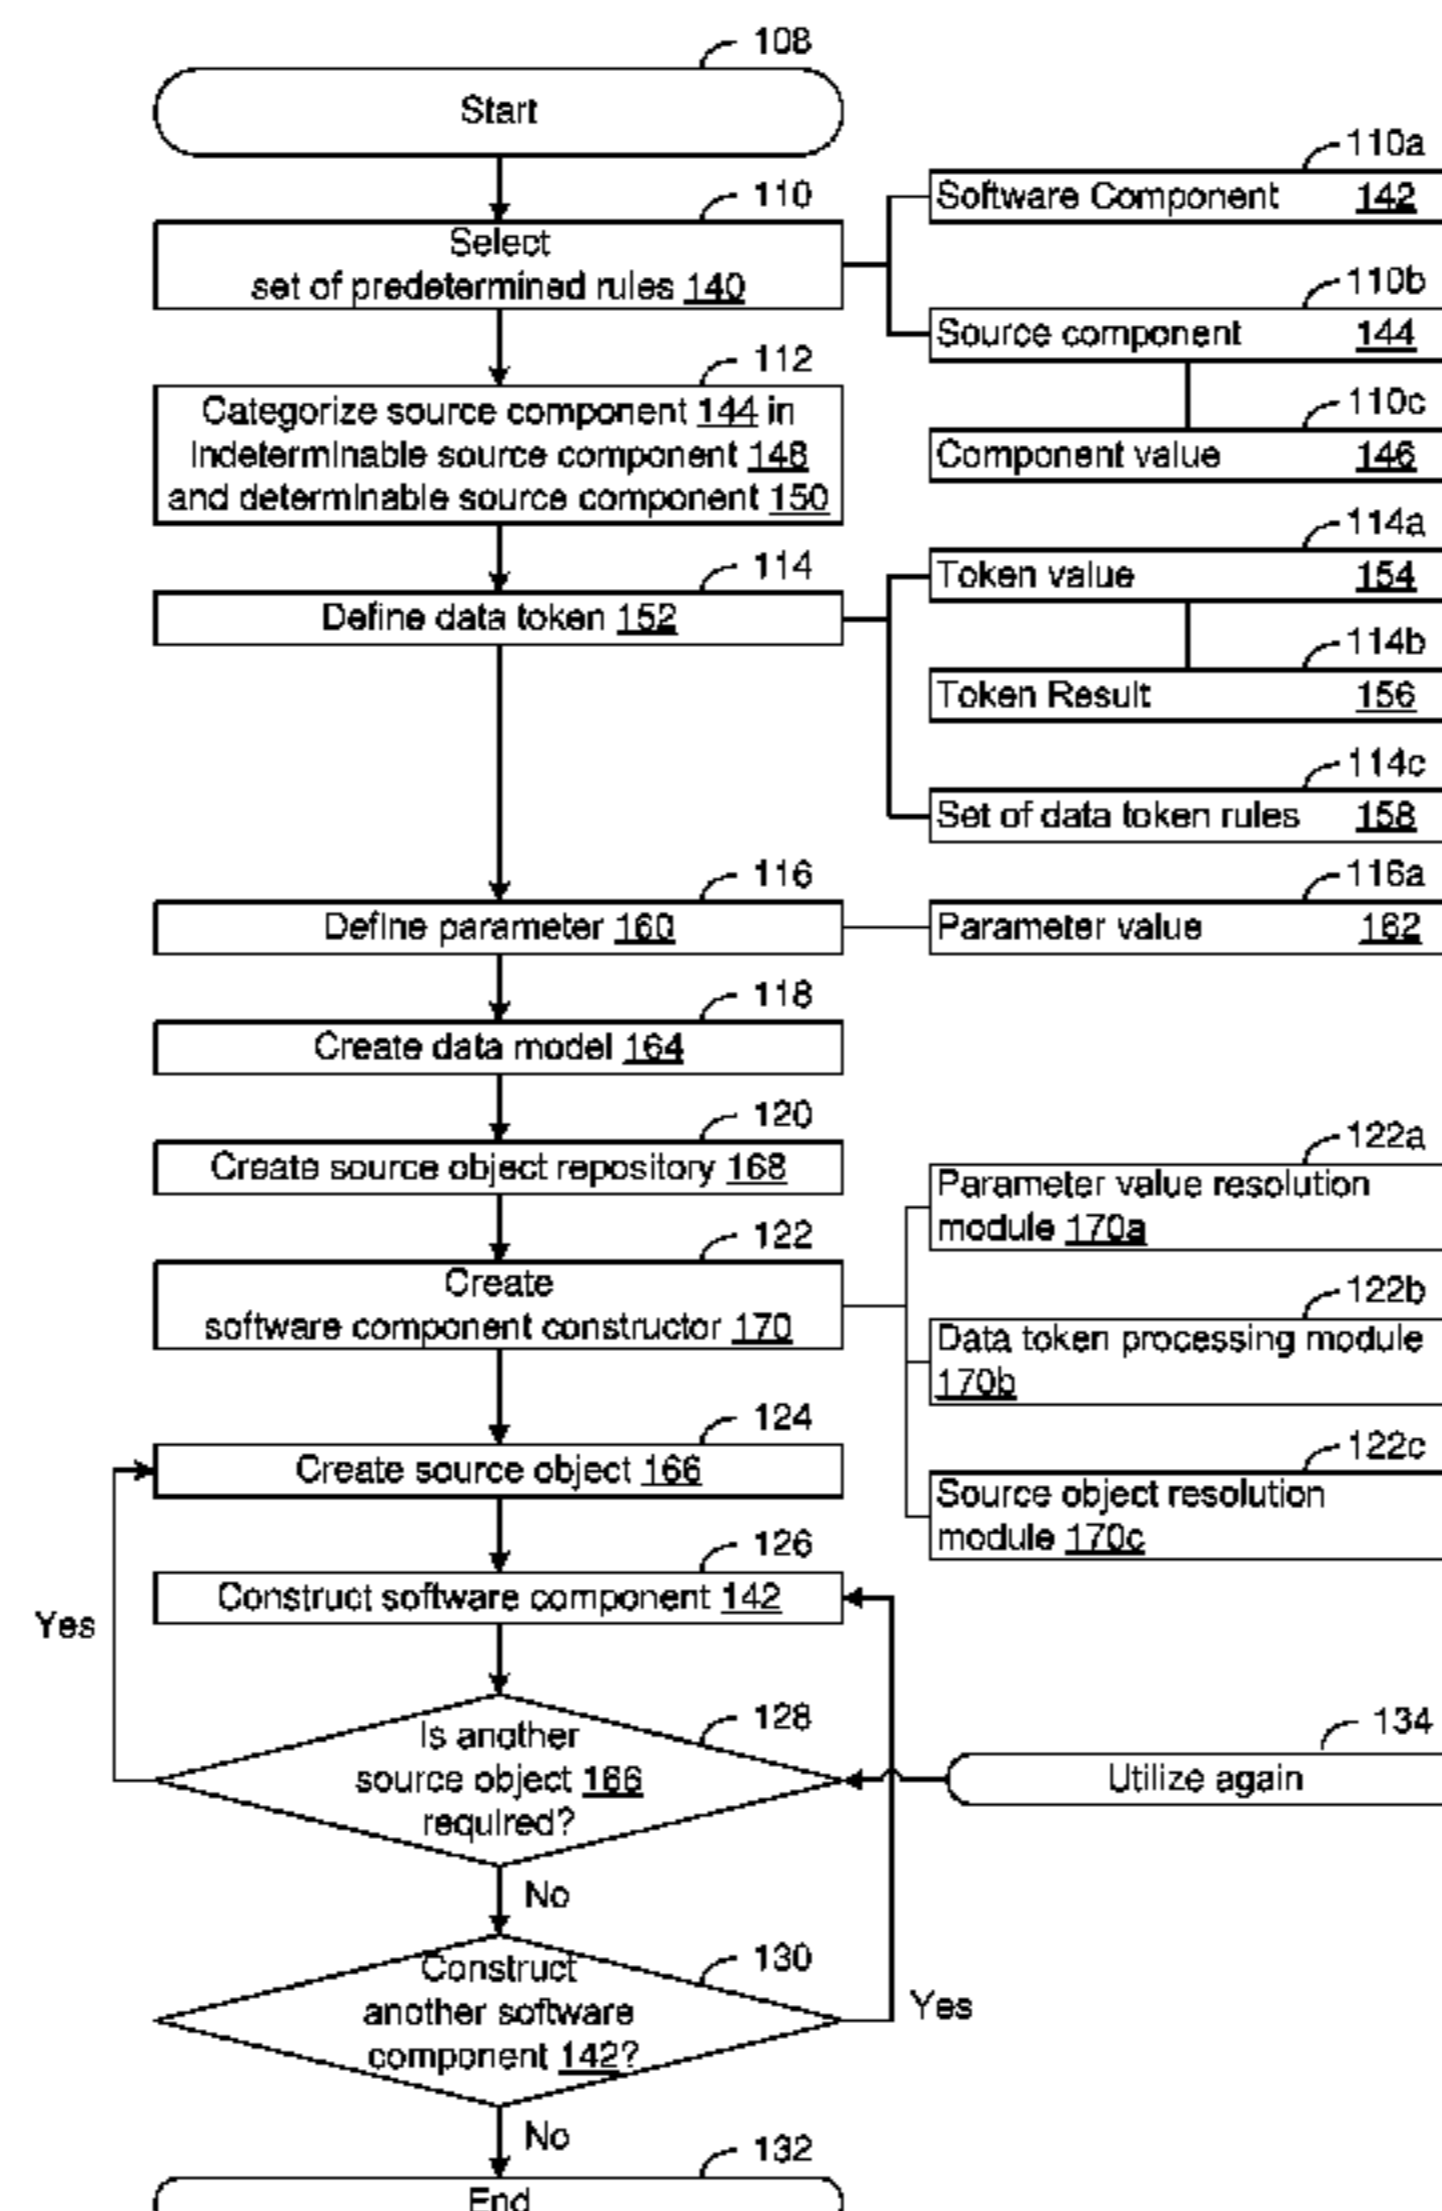 108
Start
110
Select
set of predetermined rules 140
110a
Software Component 142
110b
Source component 144
110c
Component value 146
112
Categorize source component 144 in
indeterminable source component 148
and determinable source component 150
114
Define data token 152
114a
Token value 154
114b
Token Result 156
114c
Set of data token rules 158
116
Define parameter 160
116a
Parameter value 162
118
Create data model 164
120
Create source object repository 168
122
Create
software component constructor 170
122a
Parameter value resolution
module 170a
122b
Data token processing module
170b
122c
Source object resolution
module 170c
124
Create source object 166
126
Construct software component 142
Yes
128
Is another
source object 166
required?
134
Utilize again
No
130
Construct
another software
component 142?
Yes
No
132
End